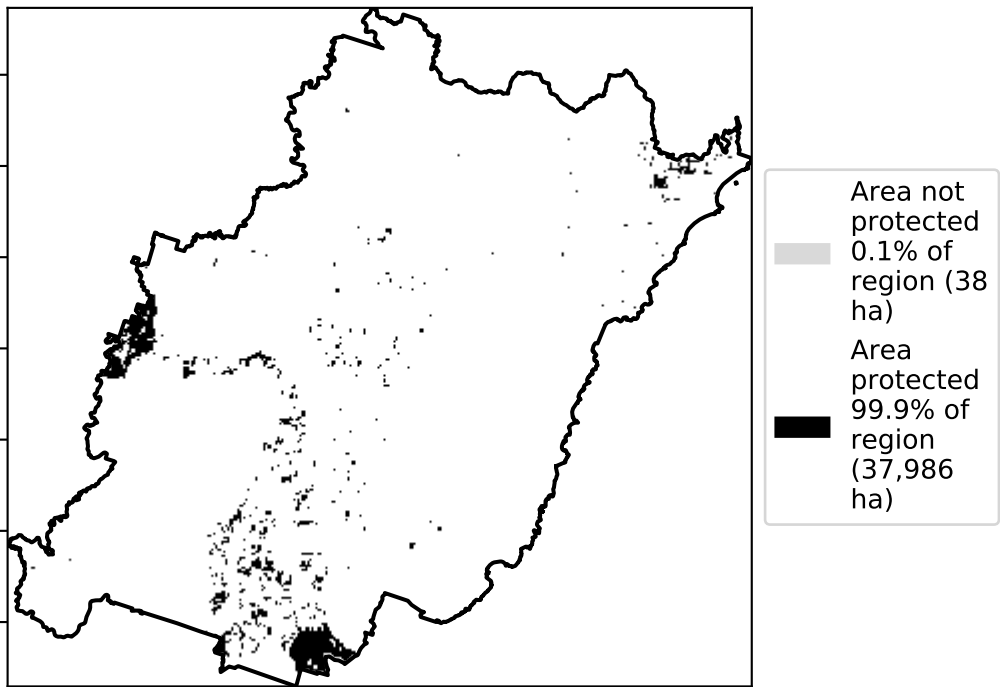 Area not
protected
0.1% of
region (38
ha)
Area
protected
99.9% of
region
(37,986
ha)